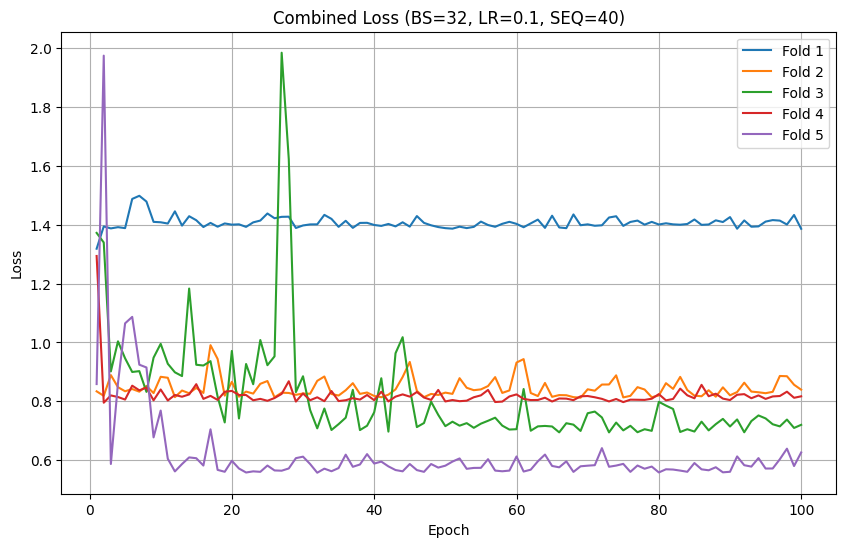 Combined Loss (BS=32, LR=0.1, SEQ=40)
Fold 1
Fold 2
Fold 3
Fold 4
Fold 5
2.0
1.8
1.6
1.4
1.2
1.0
0.8
0.6
Loss
0
20
40
60
80
100
Epoch